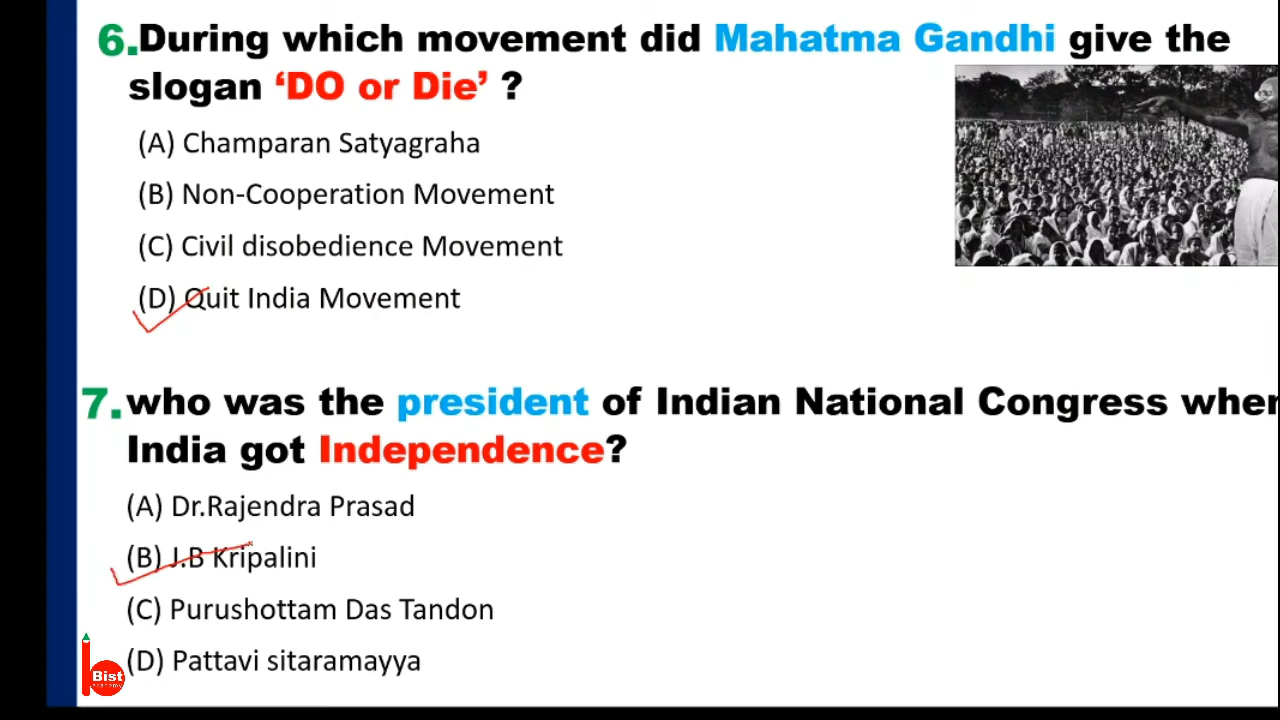 6.During which movement did Mahatma Gandhi give the
slogan ‘DO or Die’ ?
(A) Champaran Satyagraha
(B) Non-Cooperation Movement
(C) Civil disobedience Movement
(D) Quit India Movement
7.who was the president of Indian National Congress when
India got Independence?
(A) Dr.Rajendra Prasad
(B) J.B Kripalini
(C) Purushottam Das Tandon
(D) Pattavi sitaramayya
Bist
academy